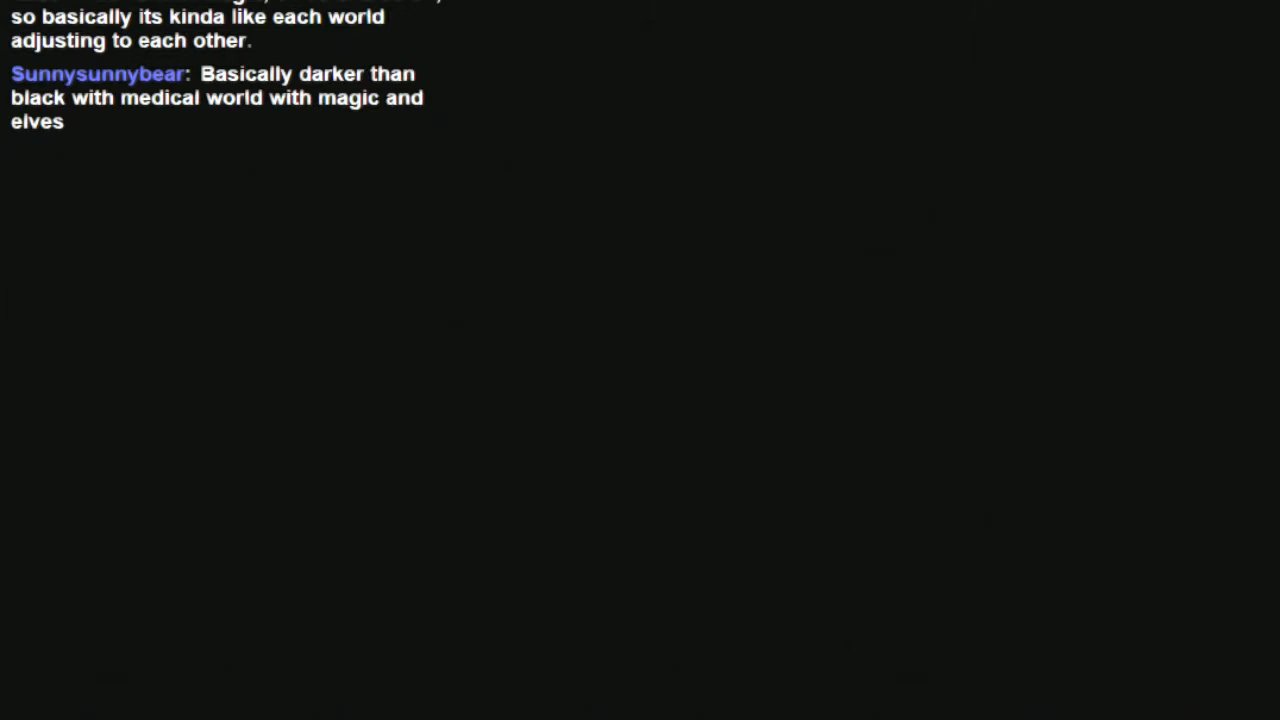 so basically its kinda like each world
adjusting to each other.
Sunnysunnybear: Basically darker than
black with medical world with magic and
elves